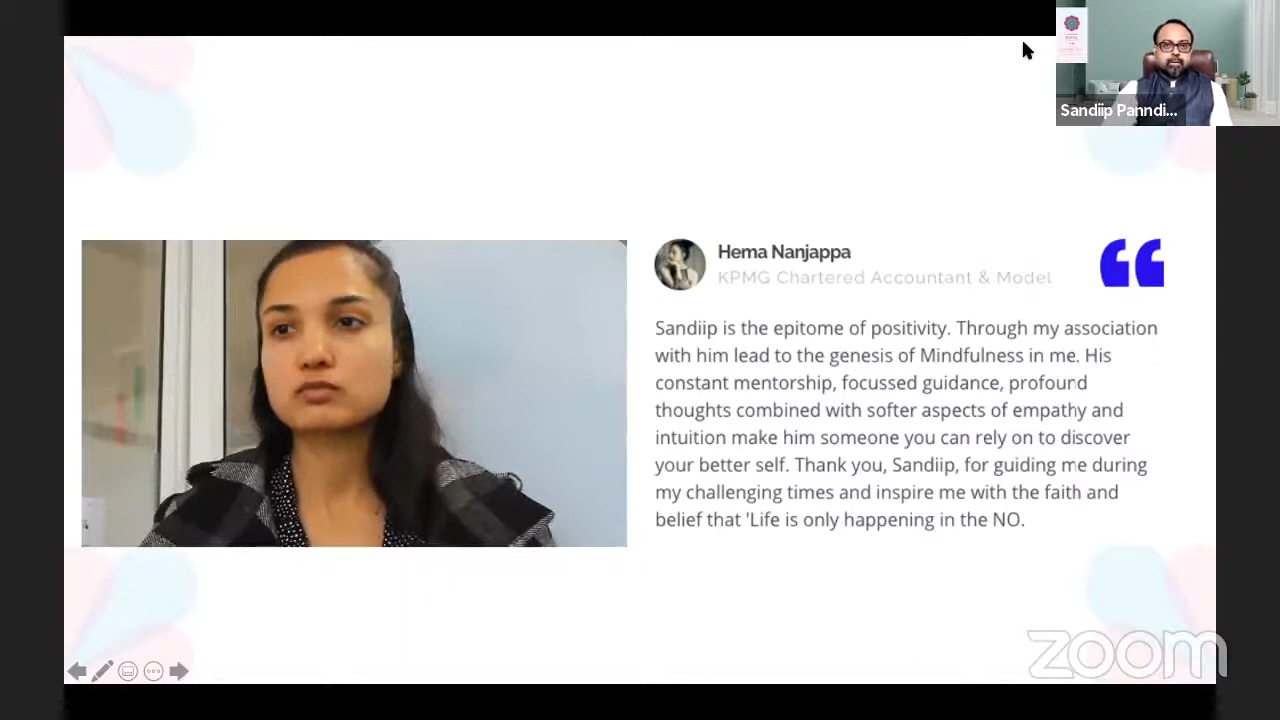 Sandiip Panndi...
Hema Nanjappa
KPMG Chartered Accountant & Model
Sandiip is the epitome of positivity. Through my association
with him lead to the genesis of Mindfulness in me. His
constant mentorship, focussed guidance, profound
thoughts combined with softer aspects of empathy and
intuition make him someone you can rely on to discover
your better self. Thank you, Sandiip, for guiding me during
my challenging times and inspire me with the faith and
belief that 'Life is only happening in the NO.
zoom